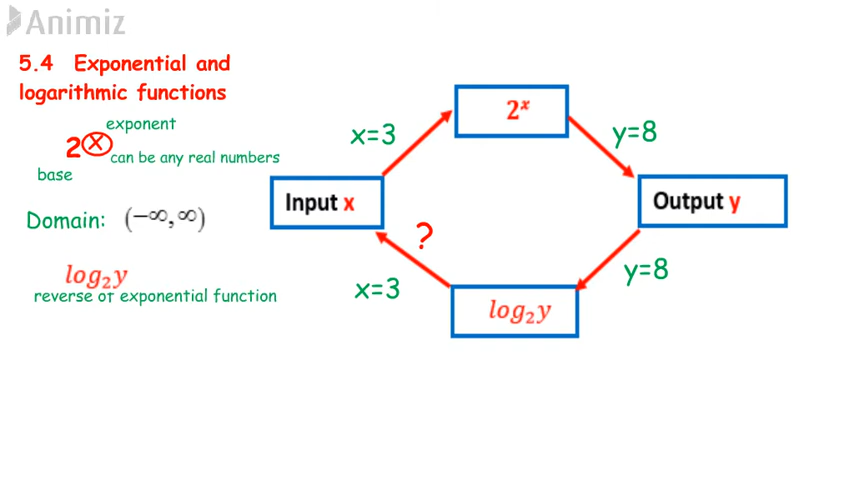 Animiz
5.4 Exponential and
logarithmic functions
exponent
2ⓧ
can be any real numbers
base
Domain: (−∞, ∞)
log₂y
reverse of exponential function
2ˣ
x=3
y=8
Input x
Output y
?
x=3
y=8
log₂y